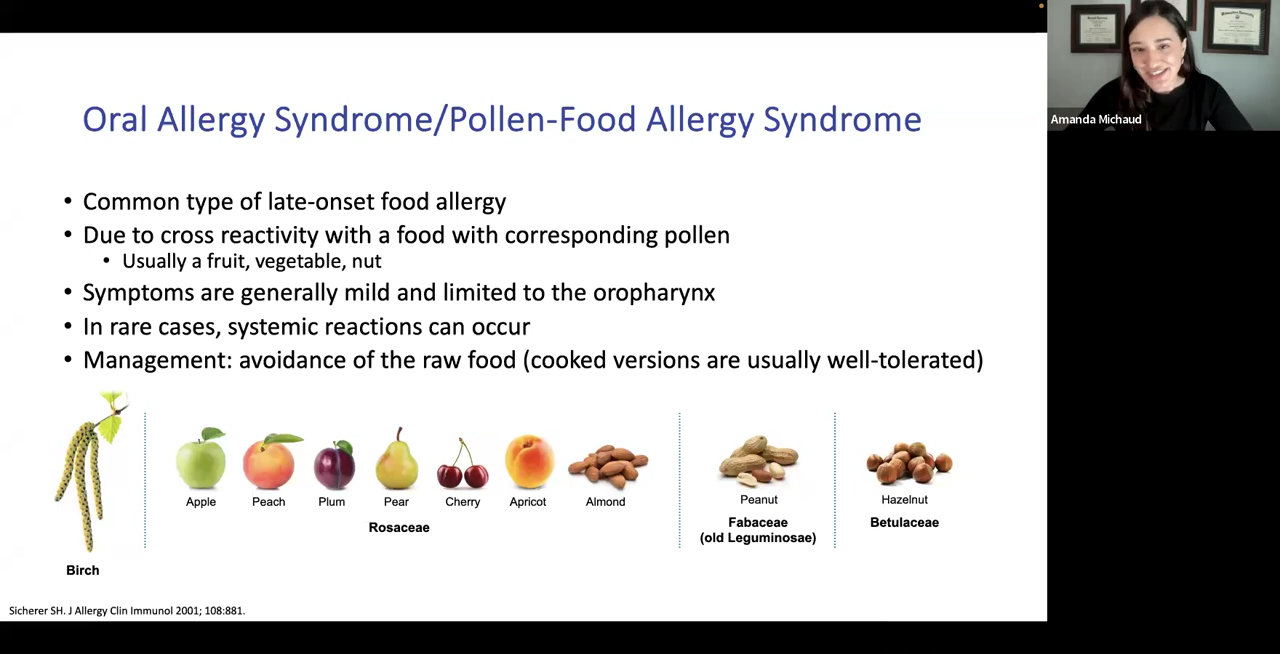 Oral Allergy Syndrome/Pollen-Food Allergy Syndrome
• Common type of late-onset food allergy
• Due to cross reactivity with a food with corresponding pollen
• Usually a fruit, vegetable, nut
• Symptoms are generally mild and limited to the oropharynx
• In rare cases, systemic reactions can occur
• Management: avoidance of the raw food (cooked versions are usually well-tolerated)
Apple Peach Plum Pear Cherry Apricot Almond
Rosaceae
Peanut
Fabaceae
(old Leguminosae)
Hazelnut
Betulaceae
Birch
Sicherer SH. J Allergy Clin Immunol 2001; 108:881.
Amanda Michaud